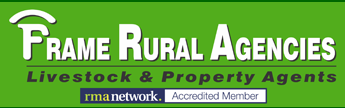 FRAME RURAL AGENCIES
Livestock & Property Agents
rmanetwork. Accredited Member